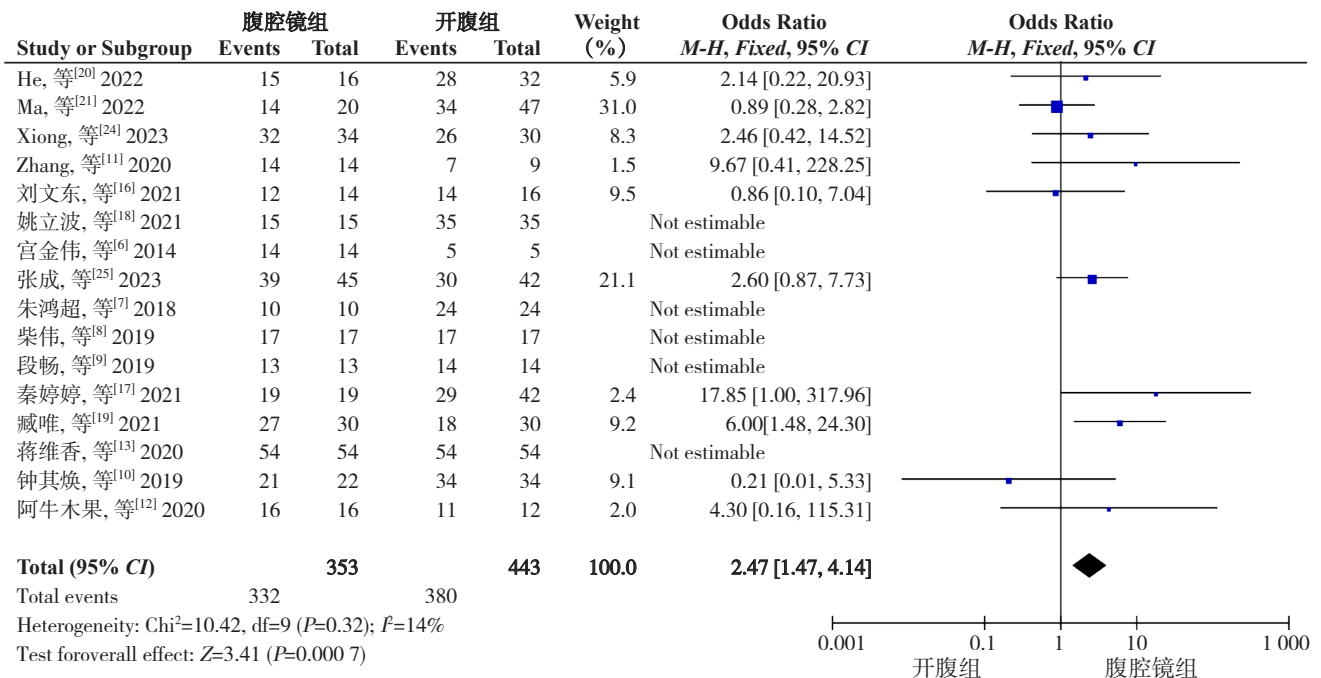 腹腔镜组 开腹组 Weight Odds Ratio Odds Ratio
Study or Subgroup Events Total Events Total （%） M-H, Fixed, 95% CI M-H, Fixed, 95% CI
He, 等[20] 2022 15 16 28 32 5.9 2.14 [0.22, 20.93]
Ma, 等[21] 2022 14 20 34 47 31.0 0.89 [0.28, 2.82]
Xiong, 等[24] 2023 32 34 26 30 8.3 2.46 [0.42, 14.52]
Zhang, 等[11] 2020 14 14 7 9 1.5 9.67 [0.41, 228.25]
刘文东, 等[16] 2021 12 14 14 16 9.5 0.86 [0.10, 7.04]
姚立波, 等[18] 2021 15 15 35 35 Not estimable
宫金伟, 等[6] 2014 14 14 5 5 Not estimable
张成, 等[25] 2023 39 45 30 42 21.1 2.60 [0.87, 7.73]
朱鸿超, 等[7] 2018 10 10 24 24 Not estimable
柴伟, 等[8] 2019 17 17 17 17 Not estimable
段畅, 等[9] 2019 13 13 14 14 Not estimable
秦婷婷, 等[17] 2021 19 19 29 42 2.4 17.85 [1.00, 317.96]
臧唯, 等[19] 2021 27 30 18 30 9.2 6.00[1.48, 24.30]
蒋维香, 等[13] 2020 54 54 54 54 Not estimable
钟其焕, 等[10] 2019 21 22 34 34 9.1 0.21 [0.01, 5.33]
阿牛木果, 等[12] 2020 16 16 11 12 2.0 4.30 [0.16, 115.31]
Total (95% CI) 353 443 100.0 2.47 [1.47, 4.14]
Total events 332 380
Heterogeneity: Chi²=10.42, df=9 (P=0.32); I²=14%
Test foroverall effect: Z=3.41 (P=0.000 7)
0.001 0.1 1 10 1 000
开腹组 腹腔镜组